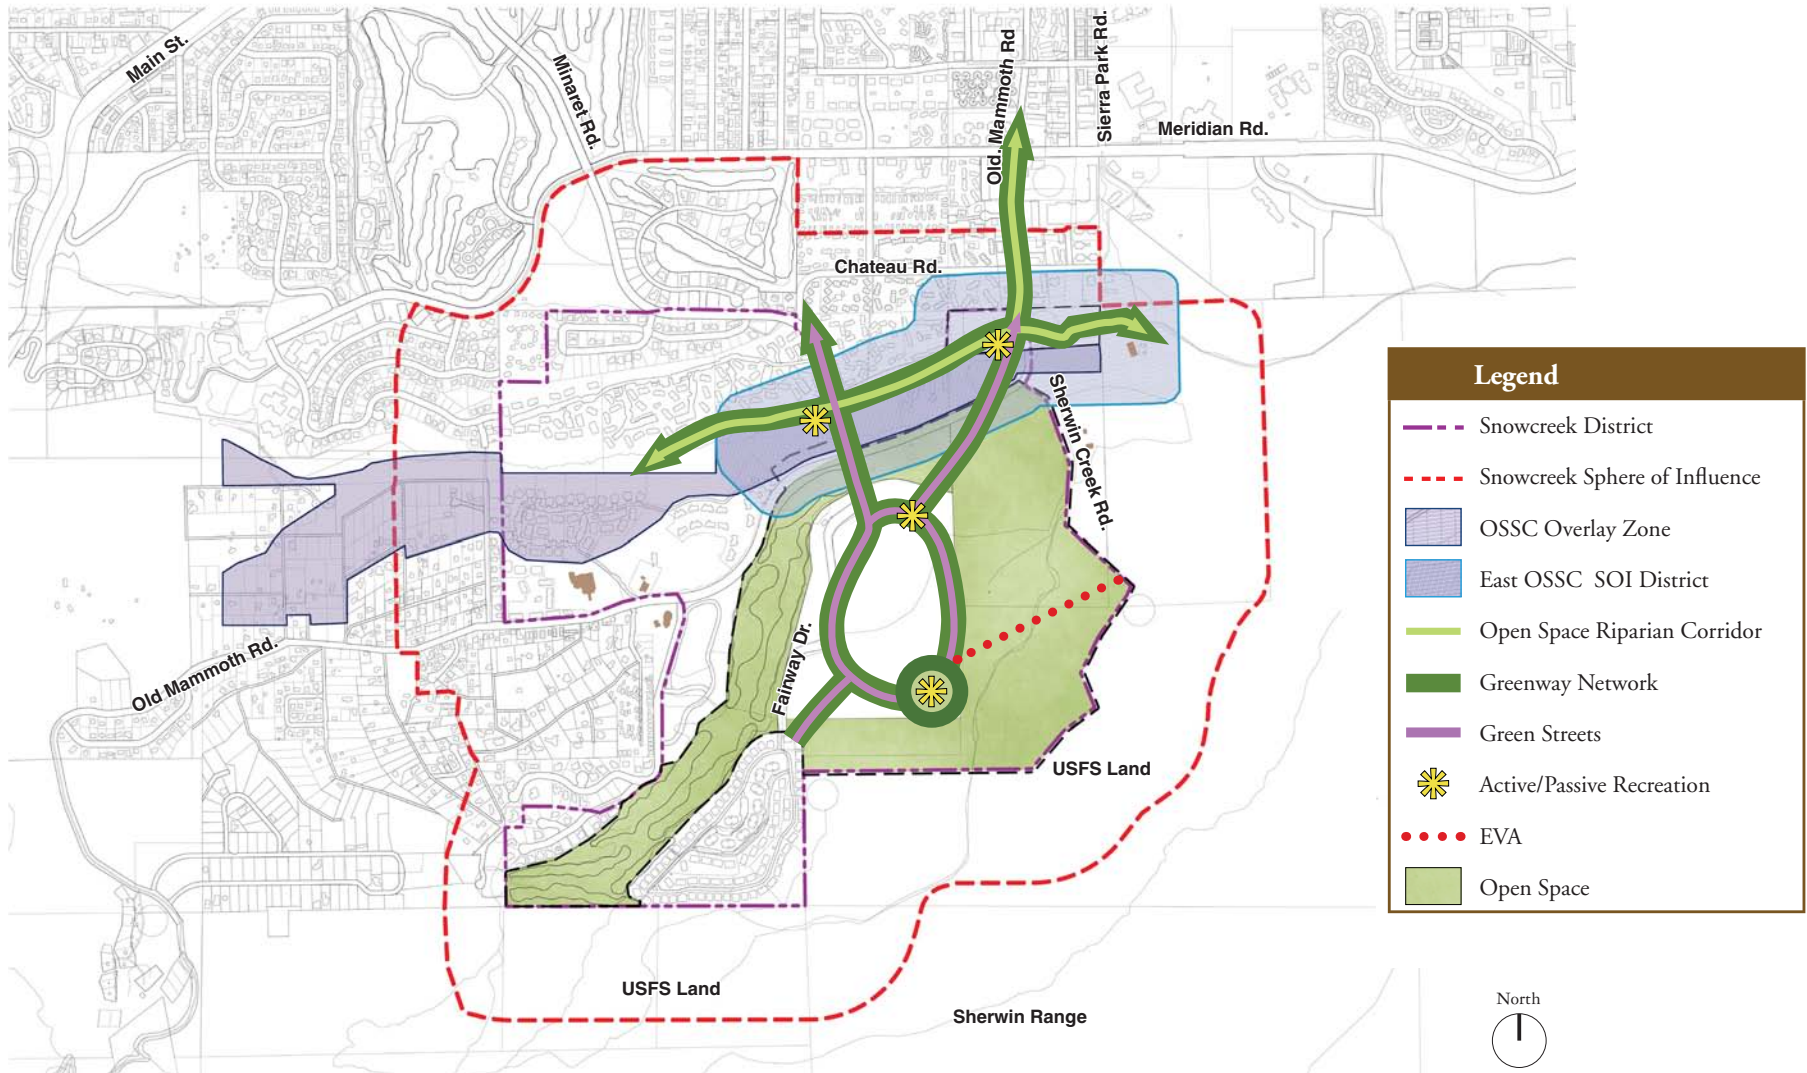 Main St.
Minaret Rd.
Old. Mammoth Rd
Sierra Park Rd.
Meridian Rd.
Chateau Rd.
Sherwin Creek Rd.
Old Mammoth Rd.
Fairway Dr.
USFS Land
USFS Land
Sherwin Range
Legend
Snowcreek District
Snowcreek Sphere of Influence
OSSC Overlay Zone
East OSSC SOI District
Open Space Riparian Corridor
Greenway Network
Green Streets
Active/Passive Recreation
EVA
Open Space
North